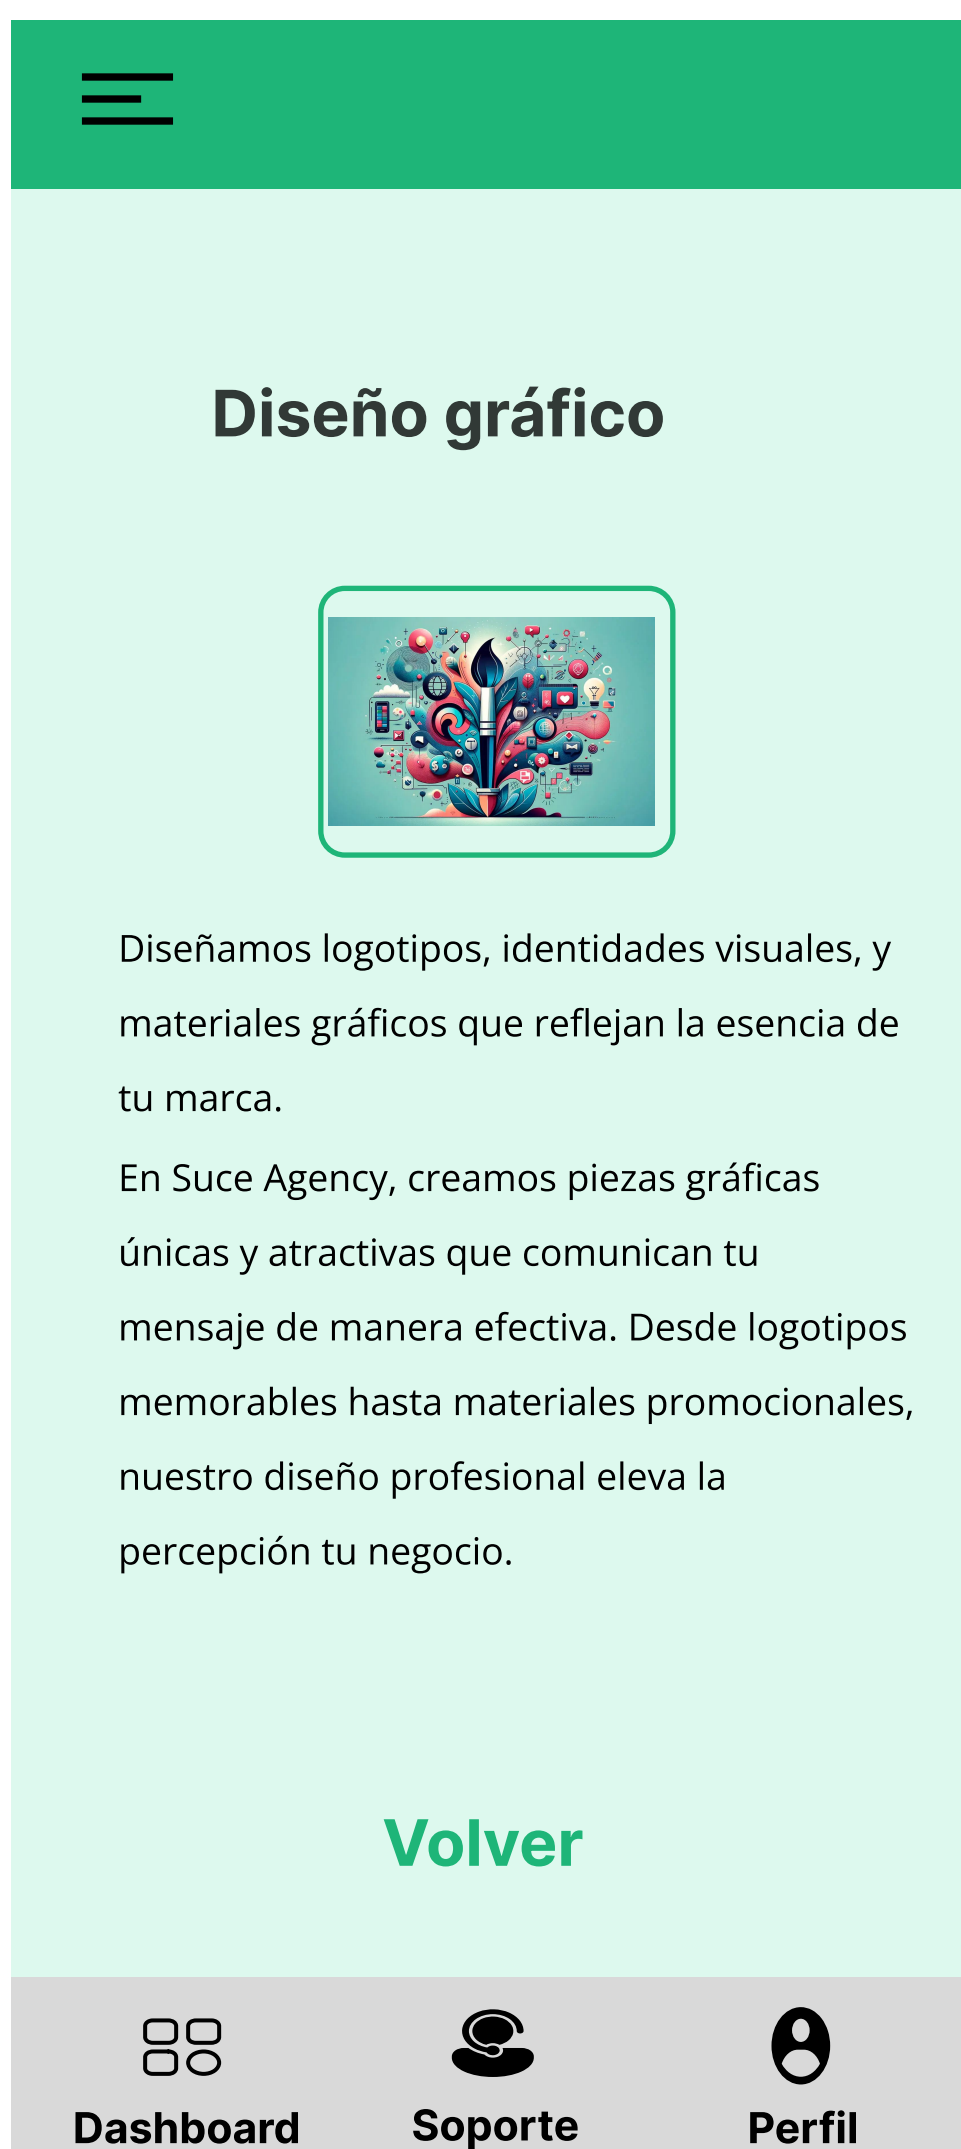 Diseño gráfico
Diseñamos logotipos, identidades visuales, y
materiales gráficos que reflejan la esencia de
tu marca.
En Suce Agency, creamos piezas gráficas
únicas y atractivas que comunican tu
mensaje de manera efectiva. Desde logotipos
memorables hasta materiales promocionales,
nuestro diseño profesional eleva la
percepción tu negocio.
Volver
Dashboard
Soporte
Perfil